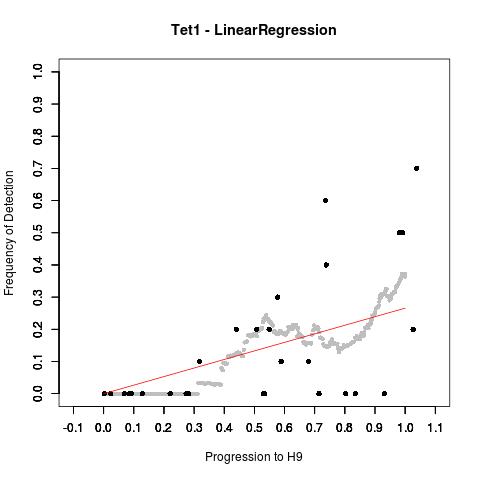 Tet1 - LinearRegression
Frequency of Detection
1.0
0.9
0.8
0.7
0.6
0.5
0.4
0.3
0.2
0.1
0.0
-0.1 0.0 0.1 0.2 0.3 0.4 0.5 0.6 0.7 0.8 0.9 1.0 1.1
Progression to H9